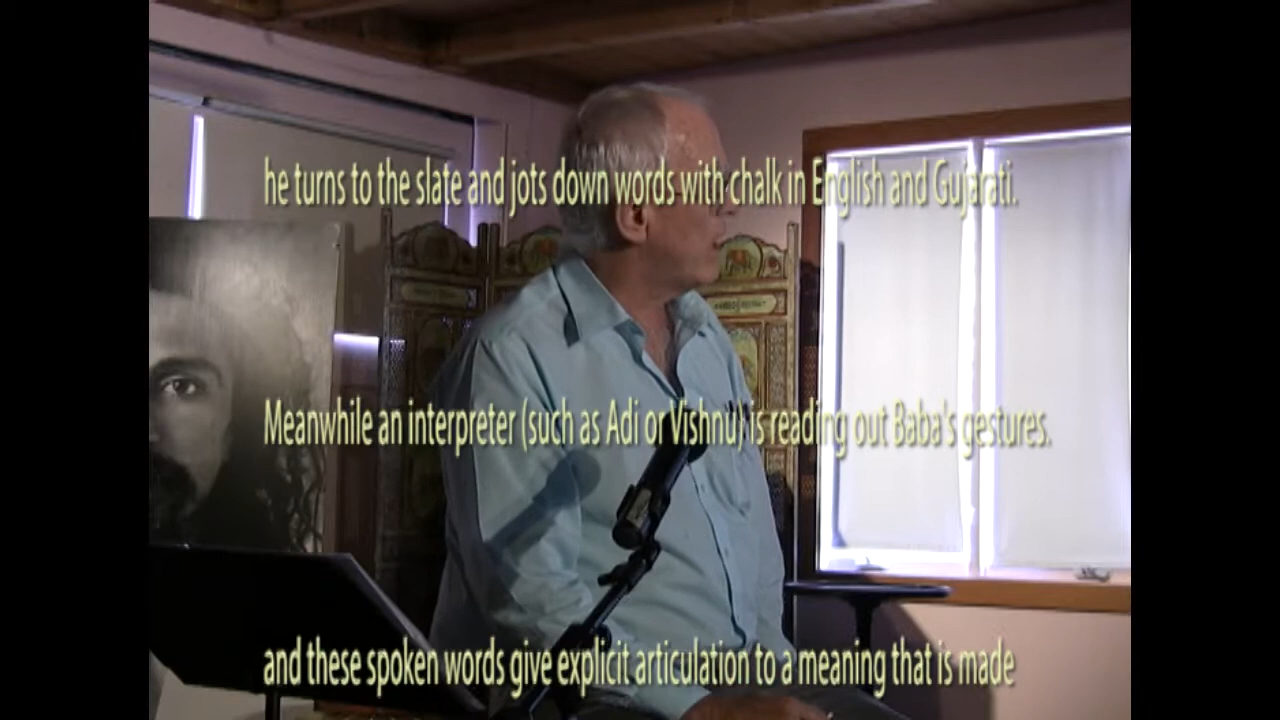 he turns to the slate and jots down words with chalk in English and Gujarati.
Meanwhile an interpreter (such as Adi or Vishnu) is reading out Baba's gestures.
and these spoken words give explicit articulation to a meaning that is made